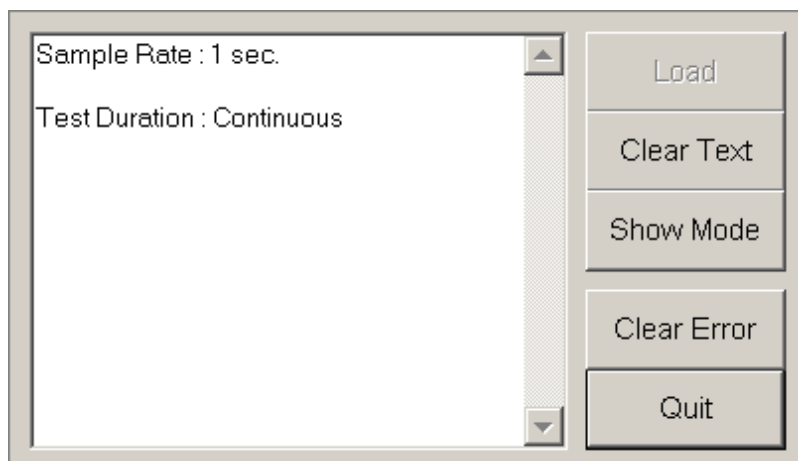 Sample Rate : 1 sec.
Test Duration : Continuous
Load
Clear Text
Show Mode
Clear Error
Quit